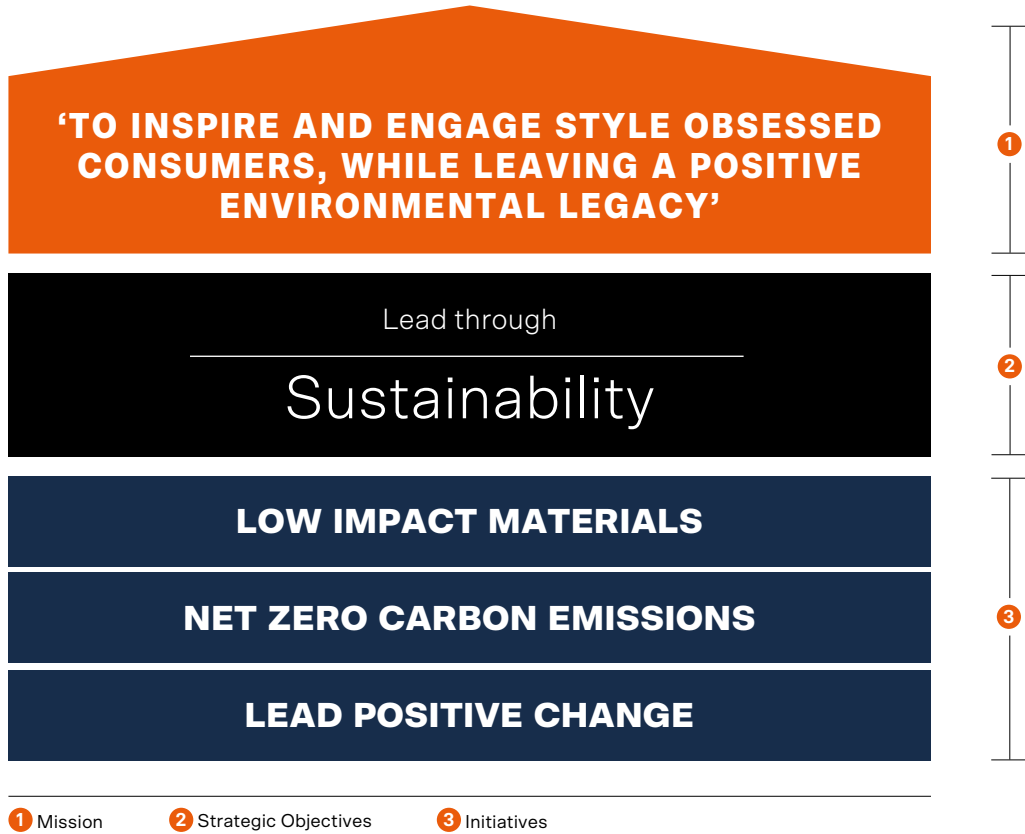 ‘TO INSPIRE AND ENGAGE STYLE OBSESSED
CONSUMERS, WHILE LEAVING A POSITIVE
ENVIRONMENTAL LEGACY’
1
Lead through
Sustainability
2
LOW IMPACT MATERIALS
NET ZERO CARBON EMISSIONS
3
LEAD POSITIVE CHANGE
1 Mission 2 Strategic Objectives 3 Initiatives